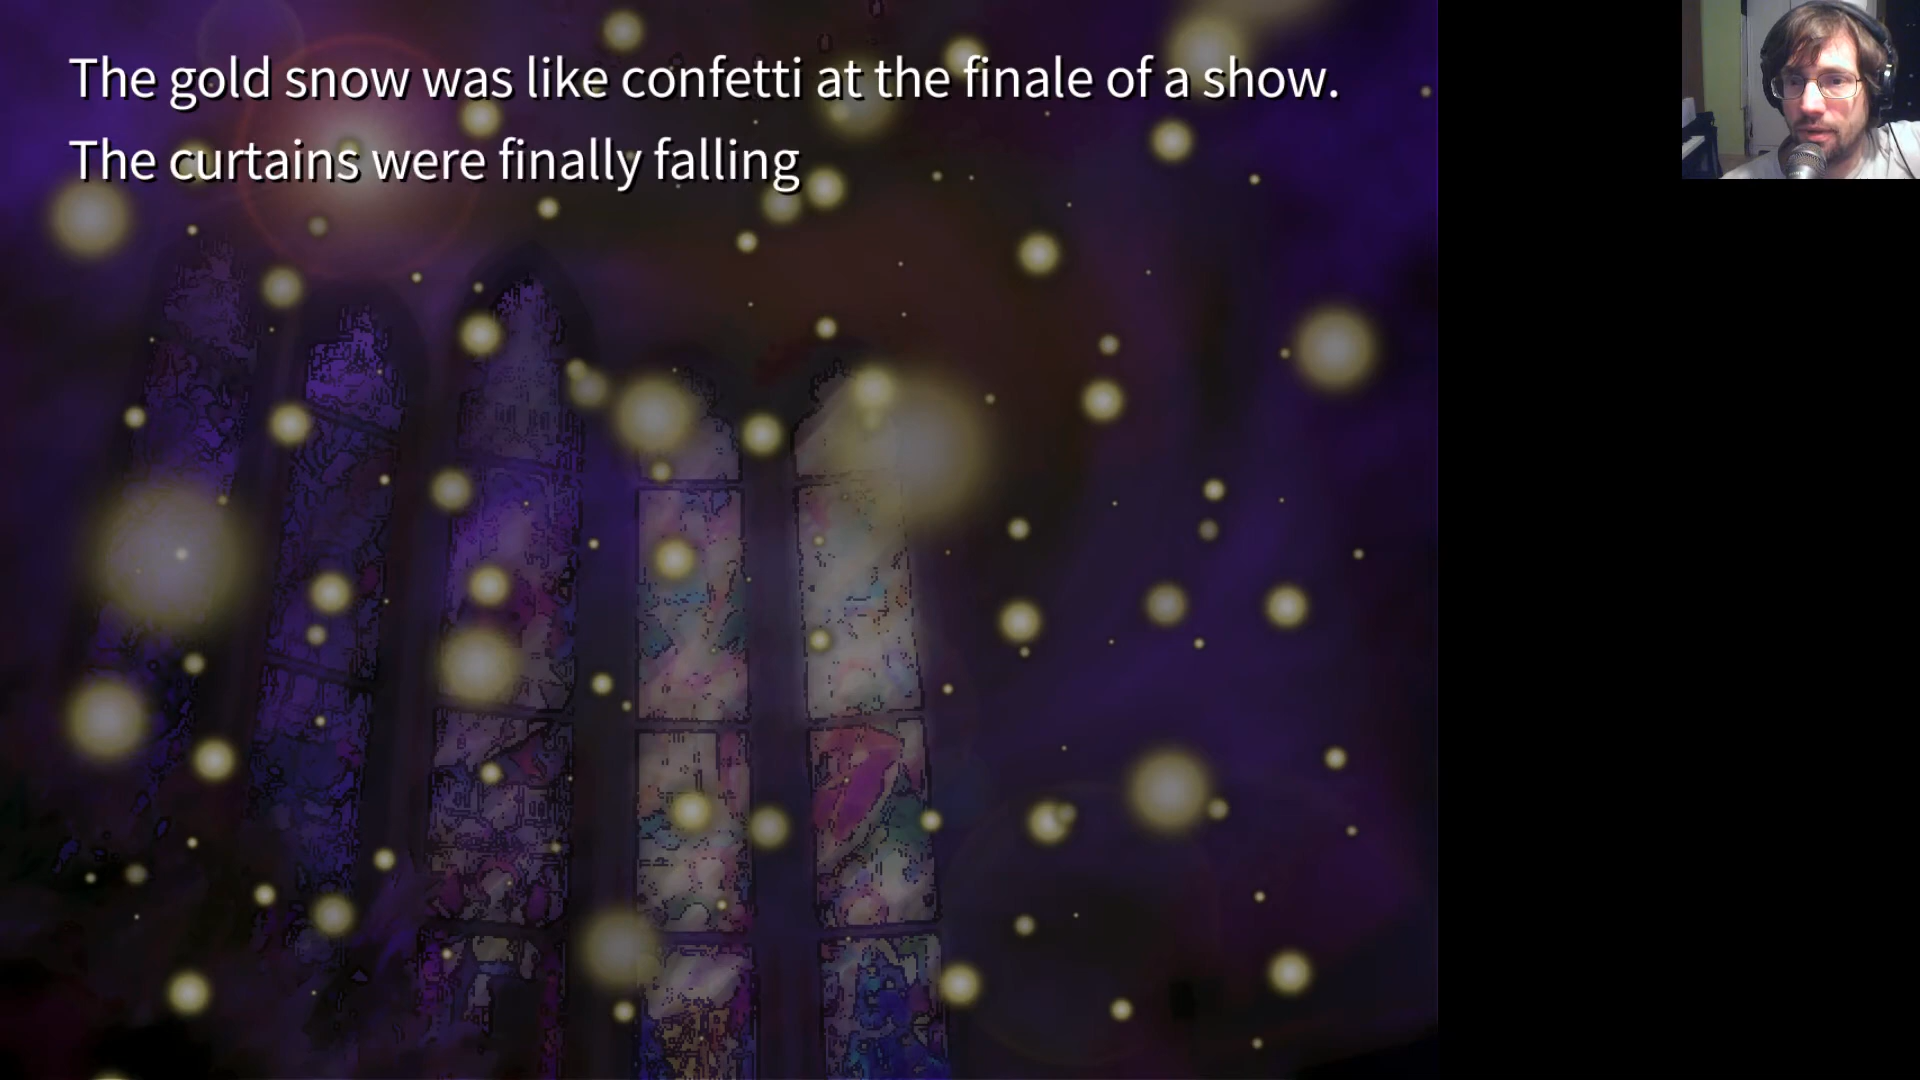 The gold snow was like confetti at the finale of a show.
The curtains were finally falling